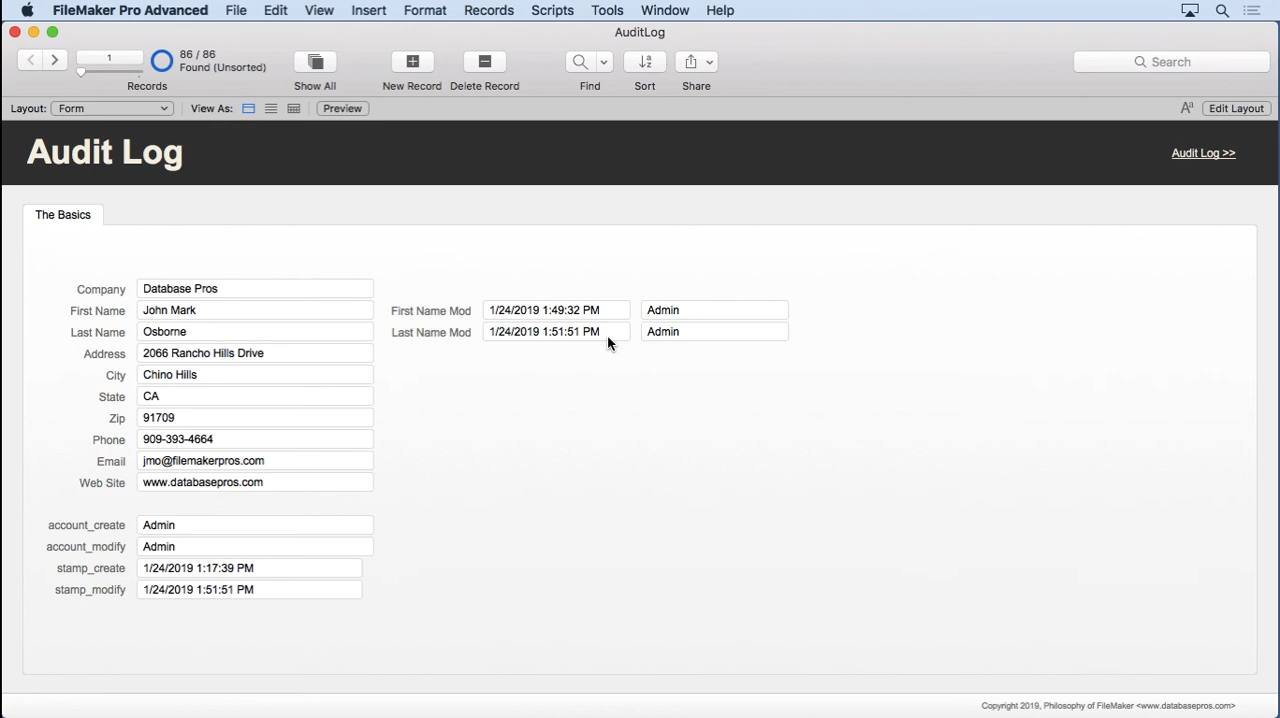 FileMaker Pro Advanced File Edit View Insert Format Records Scripts Tools Window Help
AuditLog
1
86 / 86
Found (Unsorted)
Search
Records Show All New Record Delete Record Find Sort Share
Layout: Form View As: Preview Aa Edit Layout
Audit Log
Audit Log >>
The Basics
Company Database Pros
First Name John Mark First Name Mod 1/24/2019 1:49:32 PM Admin
Last Name Osborne Last Name Mod 1/24/2019 1:51:51 PM Admin
Address 2066 Rancho Hills Drive
City Chino Hills
State CA
Zip 91709
Phone 909-393-4664
Email jmo@filemakerpros.com
Web Site www.databasepros.com
account_create Admin
account_modify Admin
stamp_create 1/24/2019 1:17:39 PM
stamp_modify 1/24/2019 1:51:51 PM
Copyright 2019, Philosophy of FileMaker <www.databasepros.com>